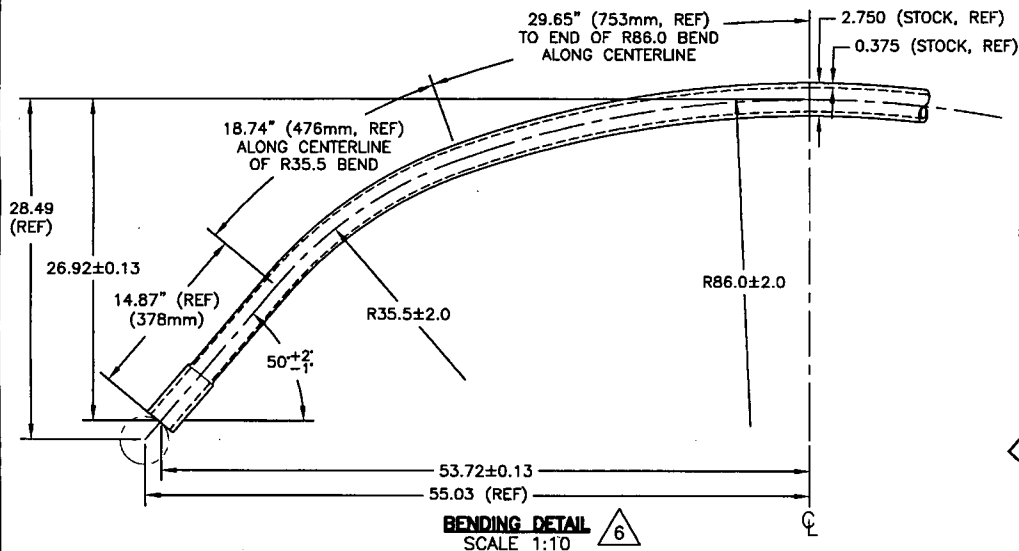 29.65" (753mm, REF)
TO END OF R86.0 BEND
ALONG CENTERLINE
2.750 (STOCK, REF)
0.375 (STOCK, REF)
18.74" (476mm, REF)
ALONG CENTERLINE
OF R35.5 BEND
28.49
(REF)
26.92±0.13
14.87" (REF)
(378mm)
R35.5±2.0
R86.0±2.0
50°+2°
-1°
53.72±0.13
55.03 (REF)
BENDING DETAIL 6
SCALE 1:10
℄